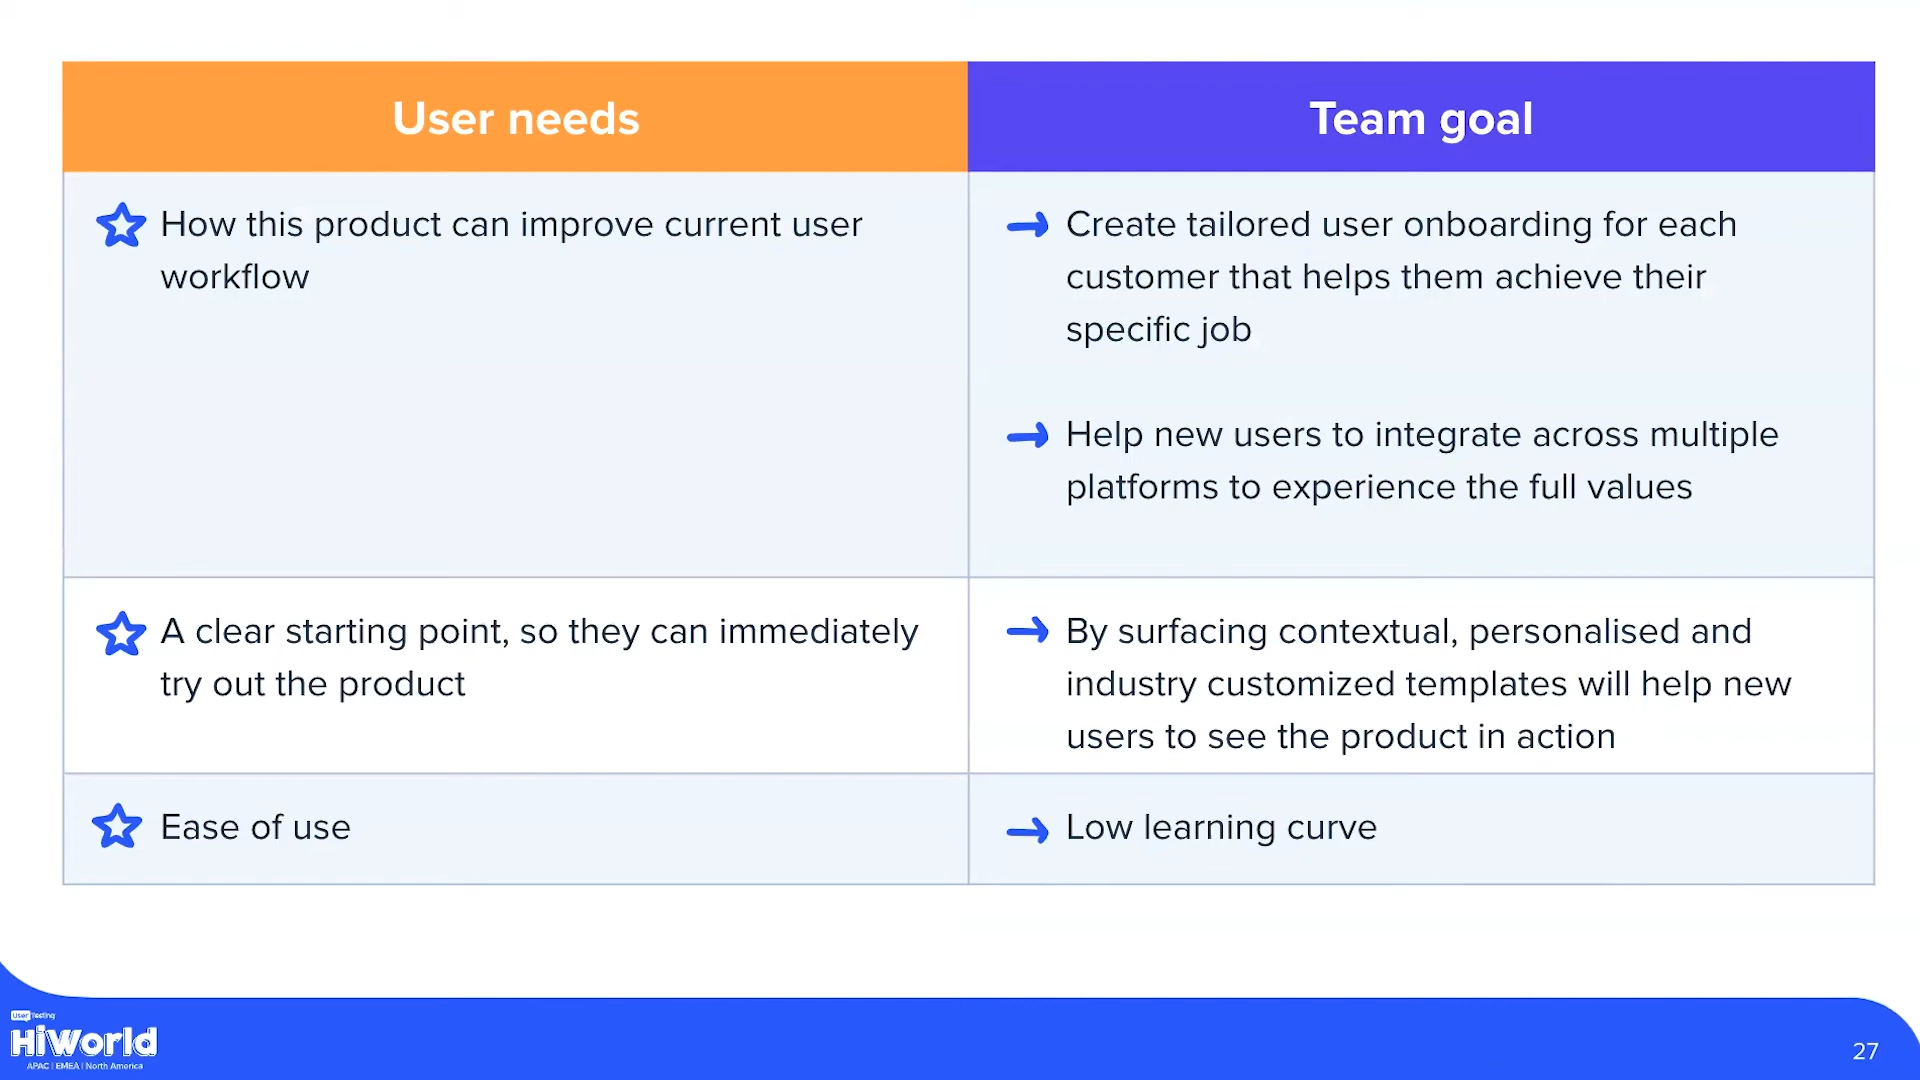 User needs
Team goal
How this product can improve current user
workflow
Create tailored user onboarding for each
customer that helps them achieve their
specific job
Help new users to integrate across multiple
platforms to experience the full values
A clear starting point, so they can immediately
try out the product
By surfacing contextual, personalised and
industry customized templates will help new
users to see the product in action
Ease of use
Low learning curve
UserTesting
HiWorld
APAC | EMEA | North America
27